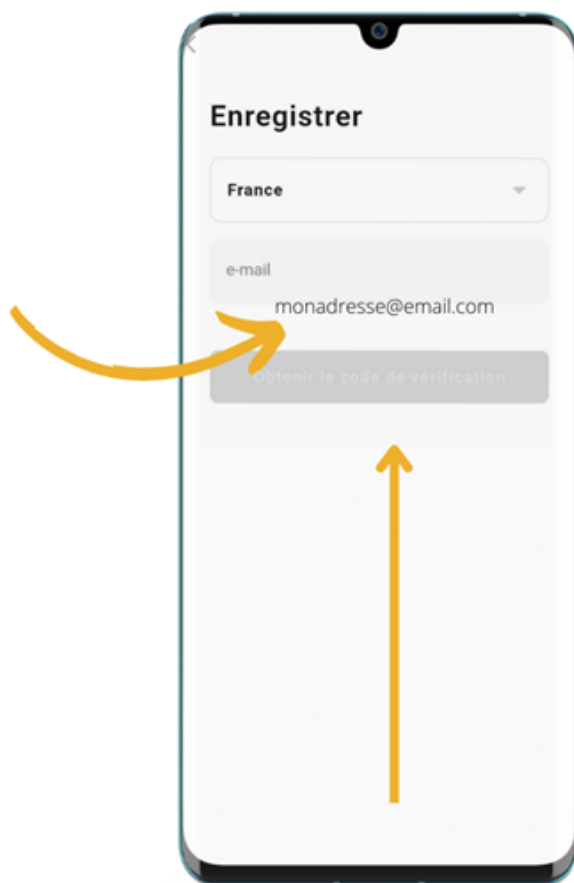 Enregistrer
France
e-mail
monadresse@email.com
Obtenir le code de vérification